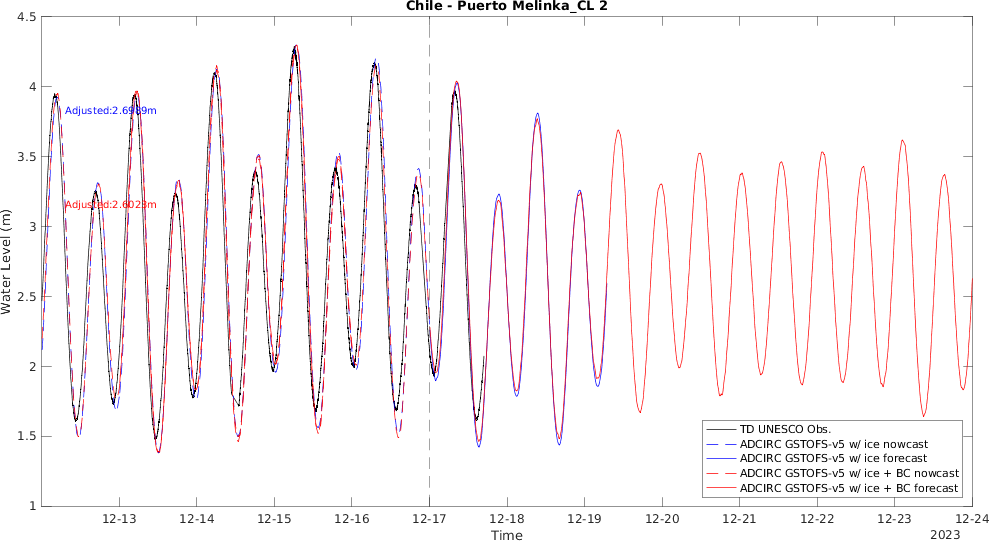 Chile - Puerto Melinka_CL 2
4.5
4
3.5
3
2.5
2
1.5
1
Water Level (m)
Adjusted:2.6989m
Adjusted:2.6023m
TD UNESCO Obs.
ADCIRC GSTOFS-v5 w/ ice nowcast
ADCIRC GSTOFS-v5 w/ ice forecast
ADCIRC GSTOFS-v5 w/ ice + BC nowcast
ADCIRC GSTOFS-v5 w/ ice + BC forecast
12-13 12-14 12-15 12-16 12-17 12-18 12-19 12-20 12-21 12-22 12-23 12-24
Time
2023